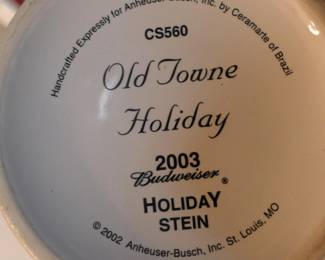 Handcrafted Expressly for Anheuser-Busch, Inc. by Ceramarte of Brazil
CS560
Old Towne
Holiday
2003
Budweiser®
HOLIDAY
STEIN
© 2002 Anheuser-Busch, Inc. St. Louis, MO